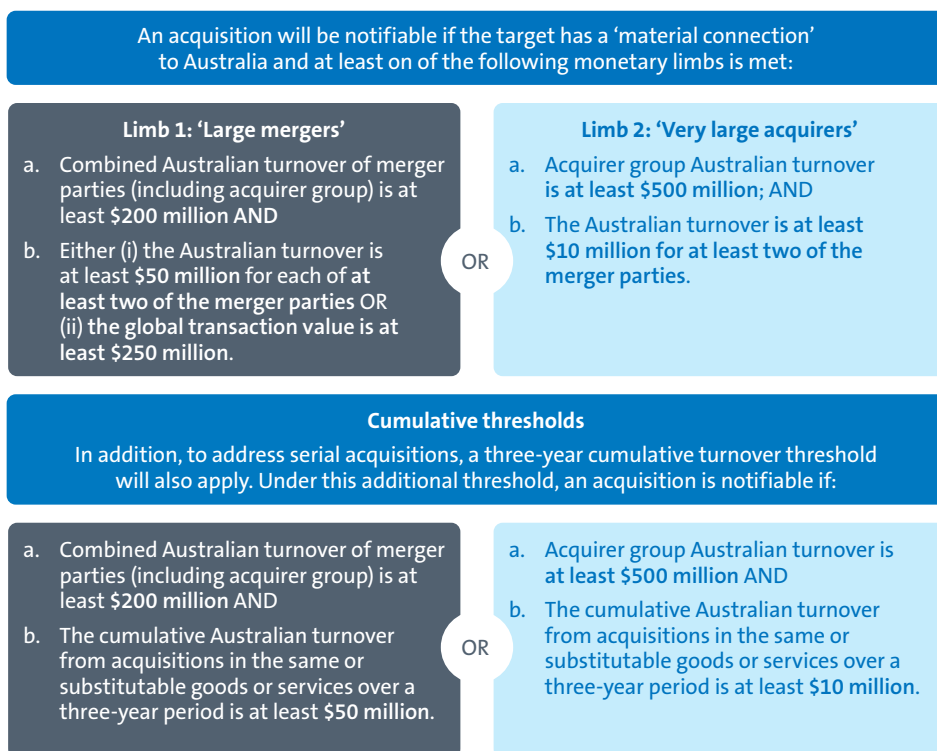 An acquisition will be notifiable if the target has a ‘material connection’
to Australia and at least on of the following monetary limbs is met:
Limb 1: ‘Large mergers’
a. Combined Australian turnover of merger
parties (including acquirer group) is at
least $200 million AND
b. Either (i) the Australian turnover is
at least $50 million for each of at
least two of the merger parties OR
(ii) the global transaction value is at
least $250 million.
OR
Limb 2: ‘Very large acquirers’
a. Acquirer group Australian turnover
is at least $500 million; AND
b. The Australian turnover is at least
$10 million for at least two of the
merger parties.
Cumulative thresholds
In addition, to address serial acquisitions, a three-year cumulative turnover threshold
will also apply. Under this additional threshold, an acquisition is notifiable if:
a. Combined Australian turnover of merger
parties (including acquirer group) is at
least $200 million AND
b. The cumulative Australian turnover
from acquisitions in the same or
substitutable goods or services over a
three-year period is at least $50 million.
OR
a. Acquirer group Australian turnover is
at least $500 million AND
b. The cumulative Australian turnover
from acquisitions in the same or
substitutable goods or services over a
three-year period is at least $10 million.